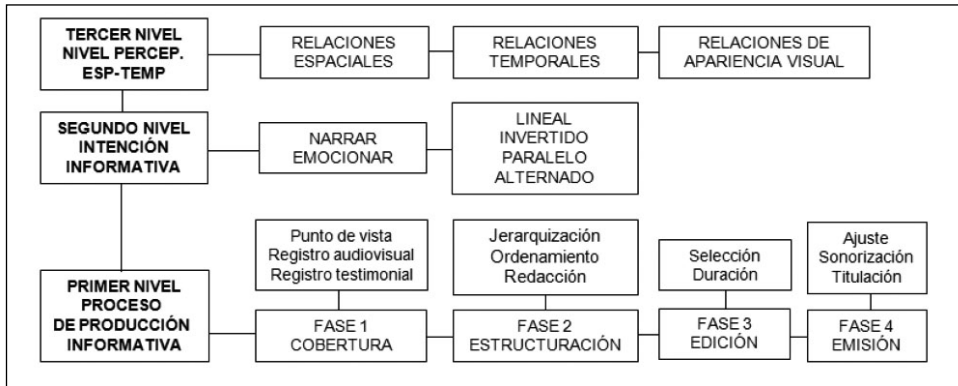 TERCER NIVEL
NIVEL PERCEP.
ESP-TEMP
RELACIONES
ESPACIALES
RELACIONES
TEMPORALES
RELACIONES DE
APARIENCIA VISUAL
SEGUNDO NIVEL
INTENCIÓN
INFORMATIVA
NARRAR
EMOCIONAR
LINEAL
INVERTIDO
PARALELO
ALTERNADO
Punto de vista
Registro audiovisual
Registro testimonial
Jerarquización
Ordenamiento
Redacción
Selección
Duración
Ajuste
Sonorización
Titulación
PRIMER NIVEL
PROCESO
DE PRODUCCIÓN
INFORMATIVA
FASE 1
COBERTURA
FASE 2
ESTRUCTURACIÓN
FASE 3
EDICIÓN
FASE 4
EMISIÓN